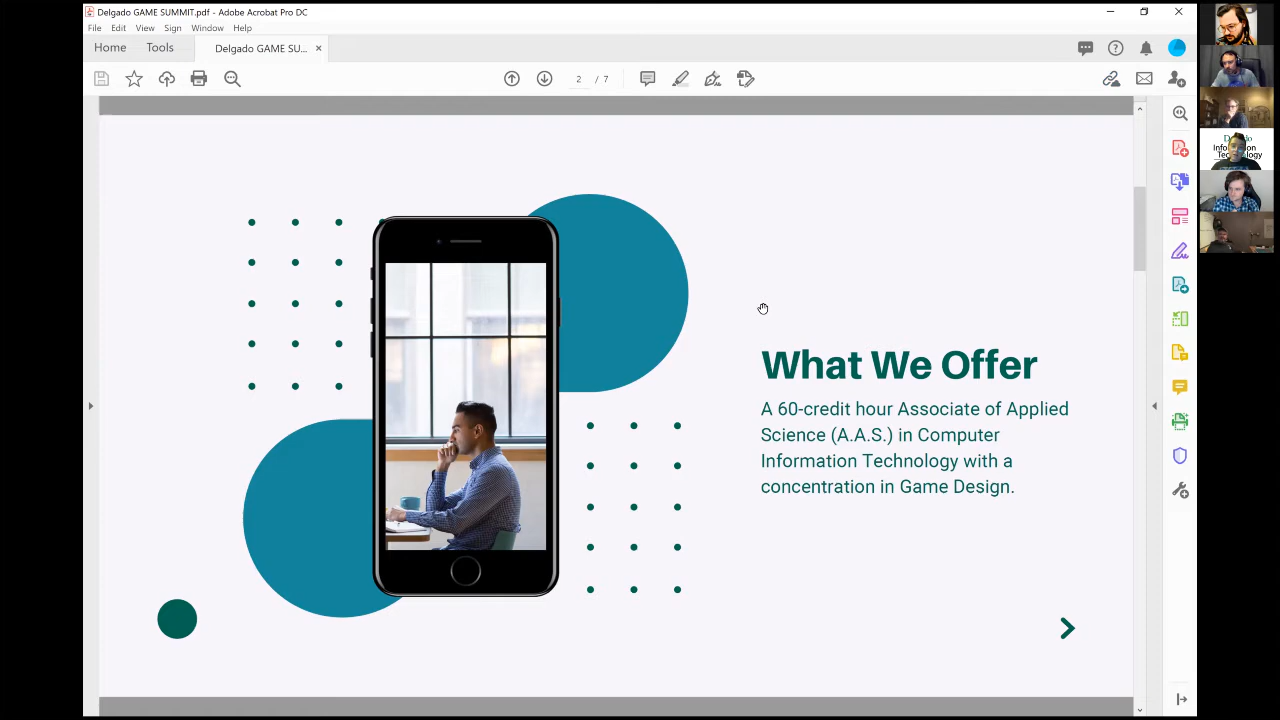 Delgado GAME SUMMIT.pdf - Adobe Acrobat Pro DC
File Edit View Sign Window Help
Home Tools Delgado GAME SU... ×
2 / 7
What We Offer
A 60-credit hour Associate of Applied
Science (A.A.S.) in Computer
Information Technology with a
concentration in Game Design.
Information
Technology